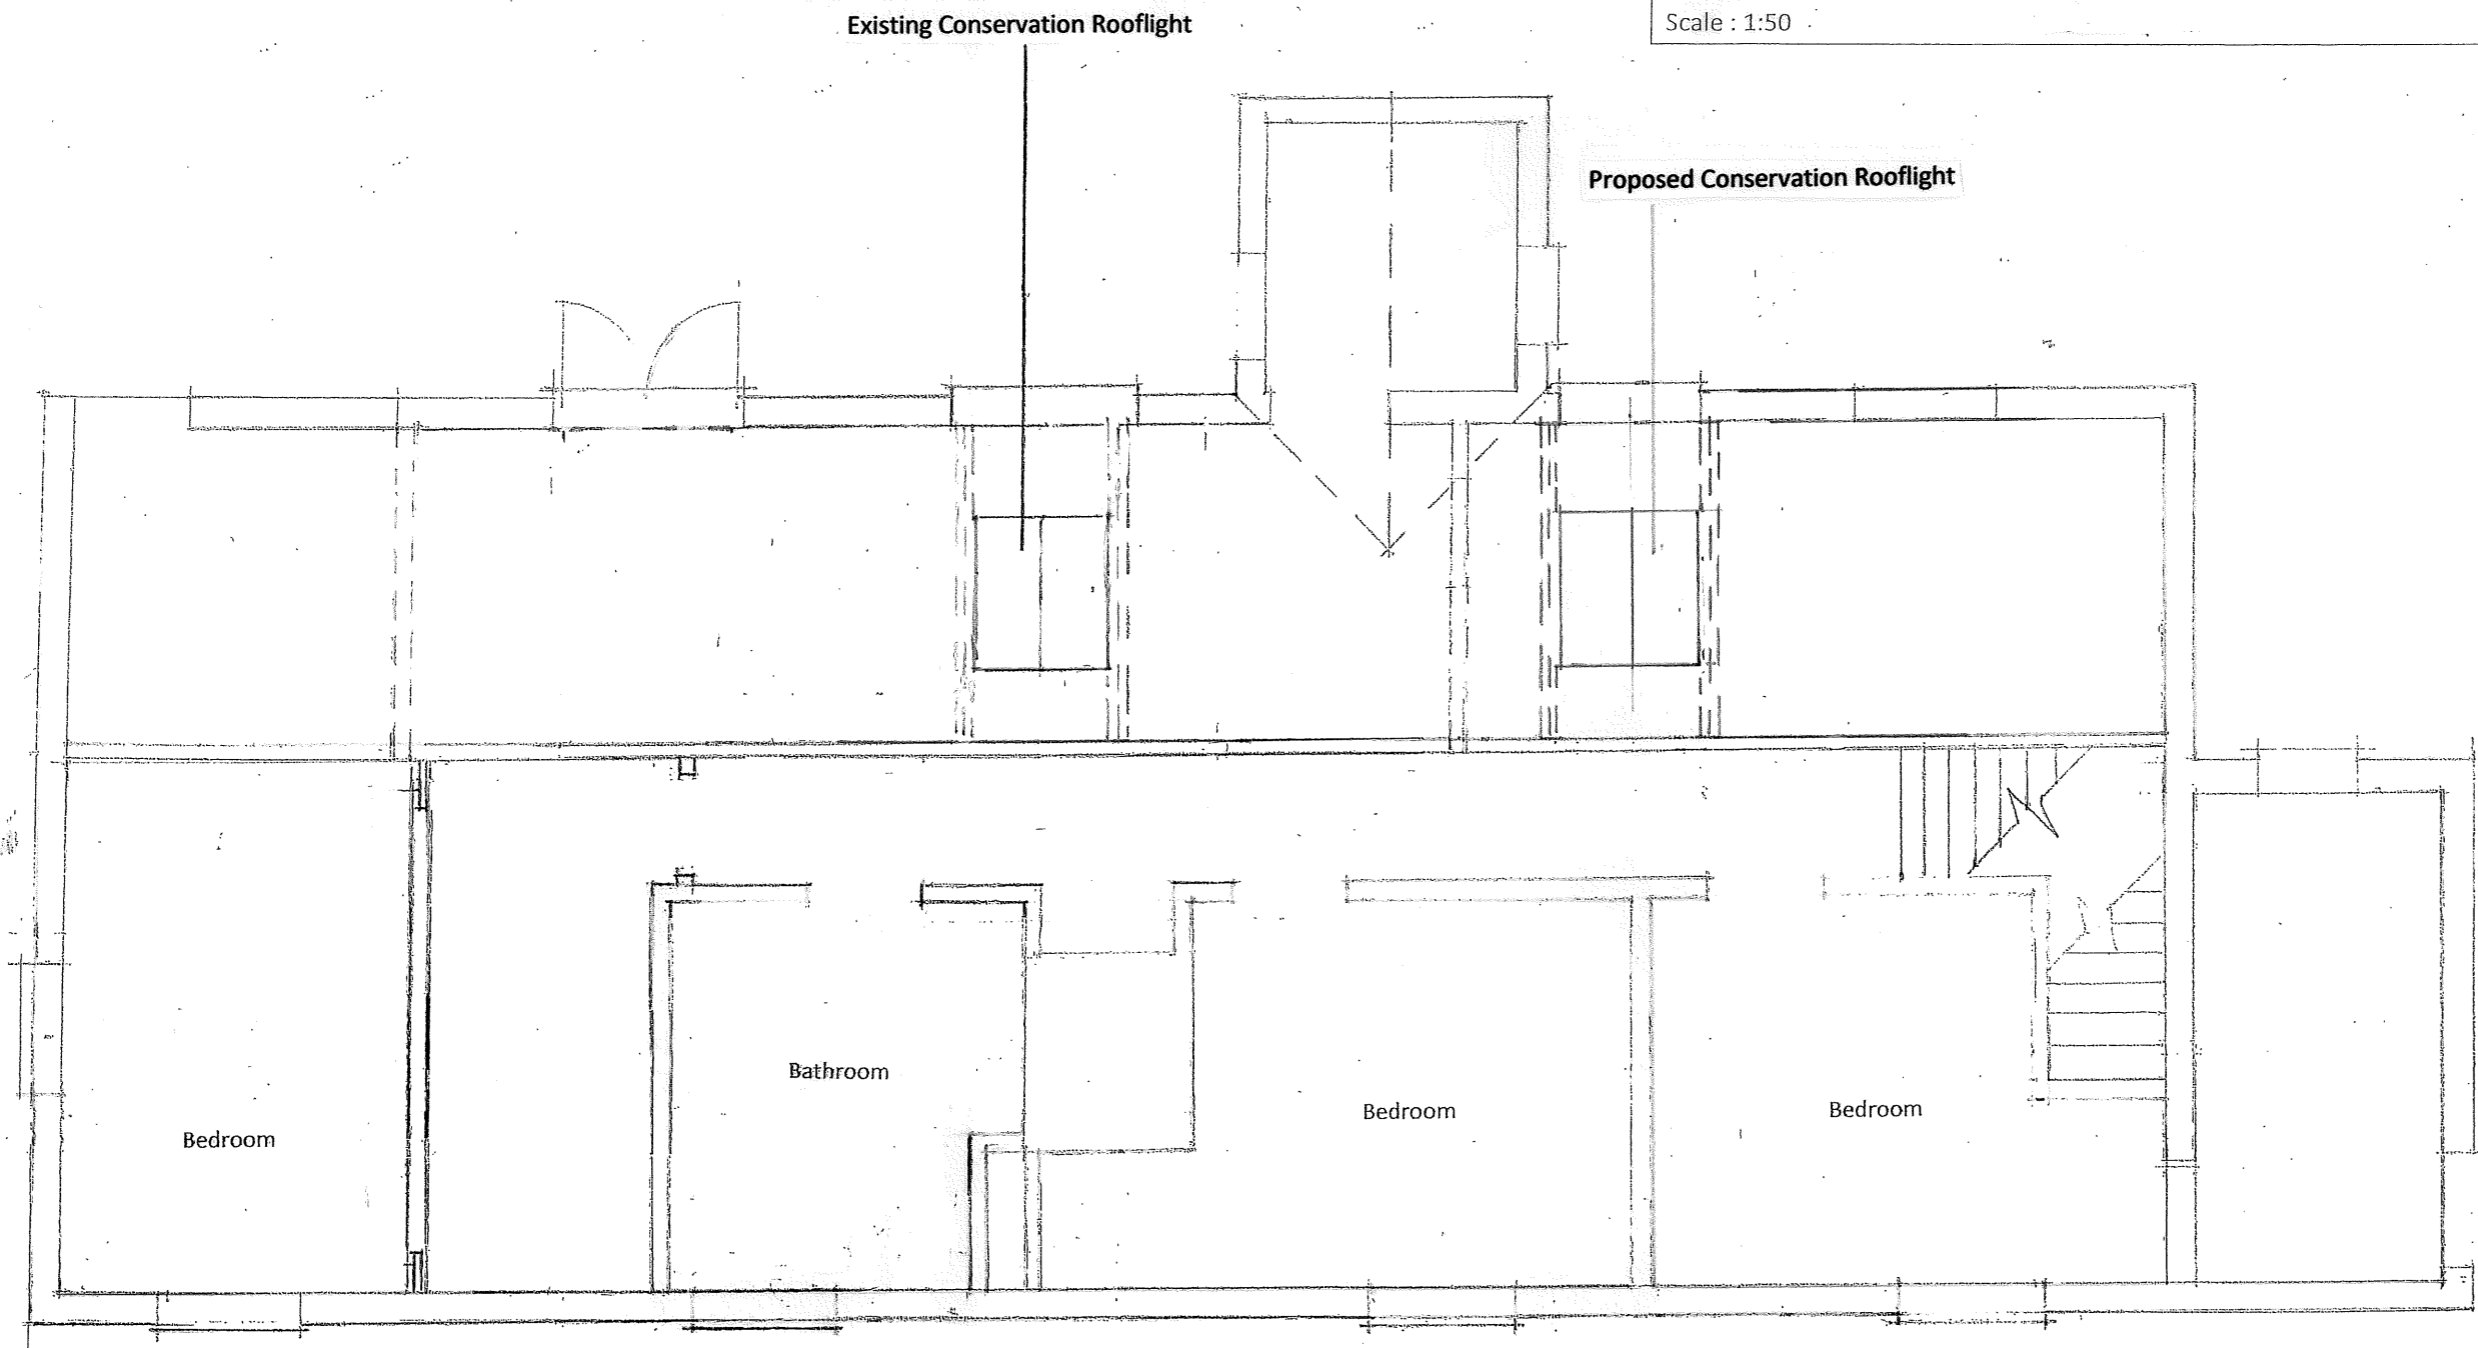 Existing Conservation Rooflight
Scale : 1:50
Proposed Conservation Rooflight
Bathroom
Bedroom
Bedroom
Bedroom